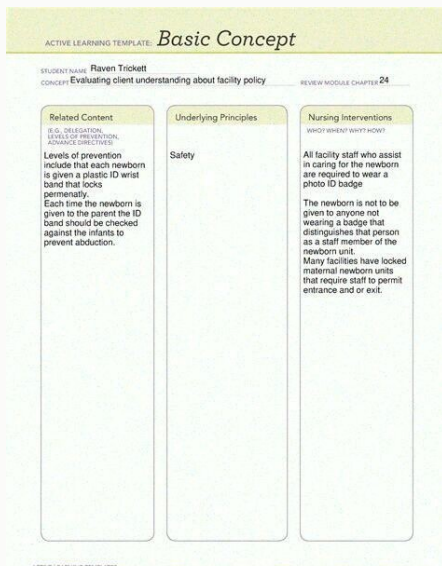 ACTIVE LEARNING TEMPLATE: Basic Concept
STUDENT NAME Raven Trickett
CONCEPT Evaluating client understanding about facility policy REVIEW MODULE CHAPTER 24
Related Content
(E.G., DELEGATION,
LEVELS OF PREVENTION,
ADVANCE DIRECTIVES)
Levels of prevention
include that each newborn
is given a plastic ID wrist
band that locks
permenatly.
Each time the newborn is
given to the parent the ID
band should be checked
against the infants to
prevent abduction.
Underlying Principles
Safety
Nursing Interventions
WHO? WHEN? WHY? HOW?
All facility staff who assist
in caring for the newborn
are required to wear a
photo ID badge
The newborn is not to be
given to anyone not
wearing a badge that
distinguishes that person
as a staff member of the
newborn unit.
Many facilities have locked
maternal newborn units
that require staff to permit
entrance and or exit.